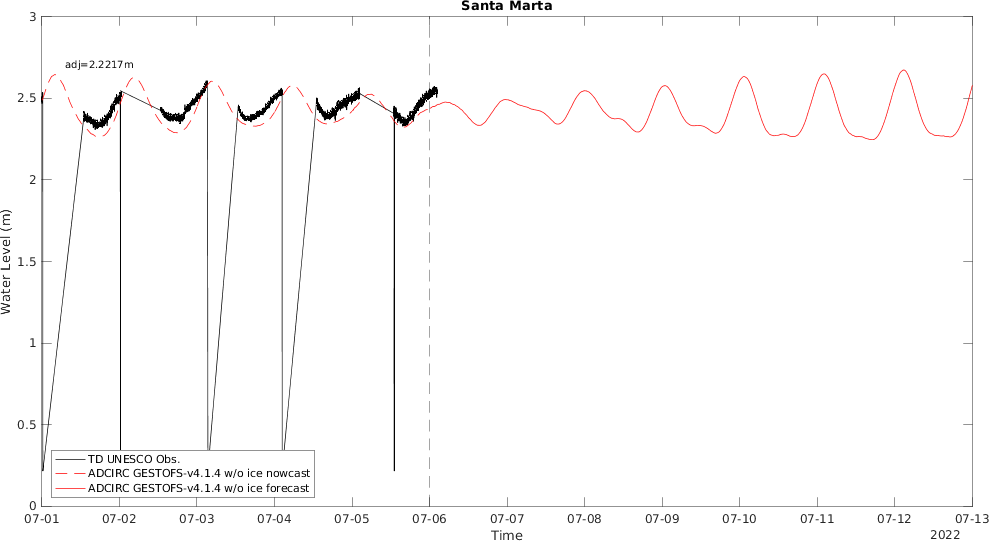 Santa Marta
3
adj=2.2217m
2.5
2
1.5
1
0.5
0
Water Level (m)
TD UNESCO Obs.
ADCIRC GESTOFS-v4.1.4 w/o ice nowcast
ADCIRC GESTOFS-v4.1.4 w/o ice forecast
07-01 07-02 07-03 07-04 07-05 07-06 07-07 07-08 07-09 07-10 07-11 07-12 07-13
Time
2022